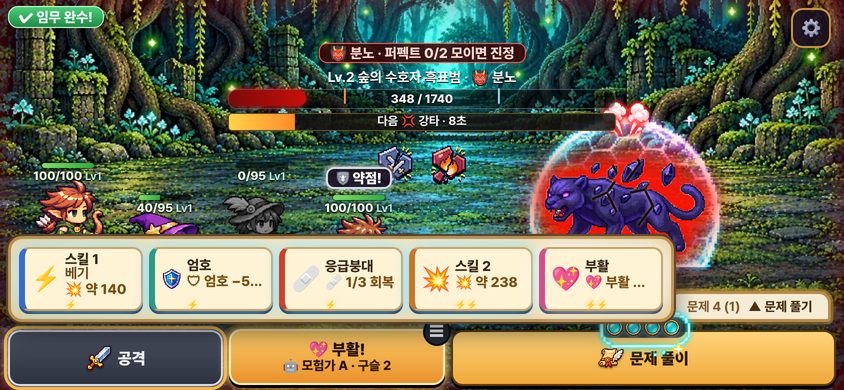 ✔ 임무 완수!
👹 분노 · 퍼펙트 0/2 모이면 진정
Lv.2 숲의 수호자,흑표범 · 👹 분노
348 / 1740
다음 💢 강타 · 8초
100/100 Lv1
0/95 Lv1
약점!
40/95 Lv1
100/100 Lv1
스킬 1
베기
💥 약 140
엄호
🛡 엄호 −5...
응급붕대
🩹 1/3 회복
스킬 2
💥 약 238
부활
💖 부활 ...
문제 4 (1) ▲ 문제 풀기
공격
💖 부활!
🤖 모험가 A · 구슬 2
문제 풀이